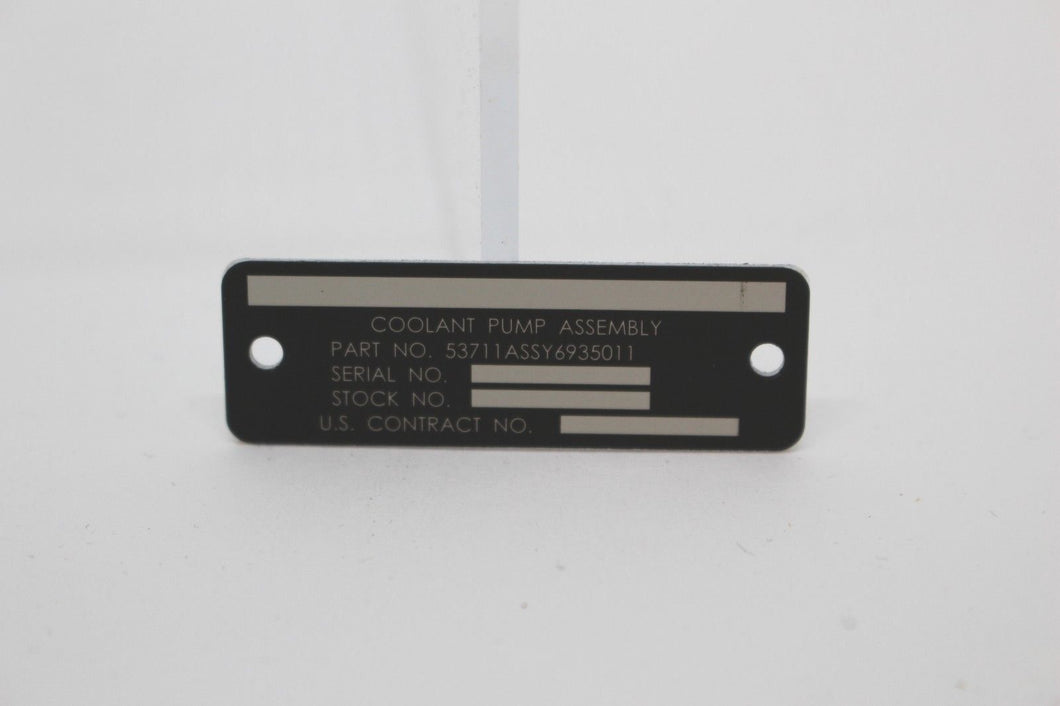 COOLANT PUMP ASSEMBLY
PART NO. 53711ASSY6935011
SERIAL NO.
STOCK NO.
U.S. CONTRACT NO.